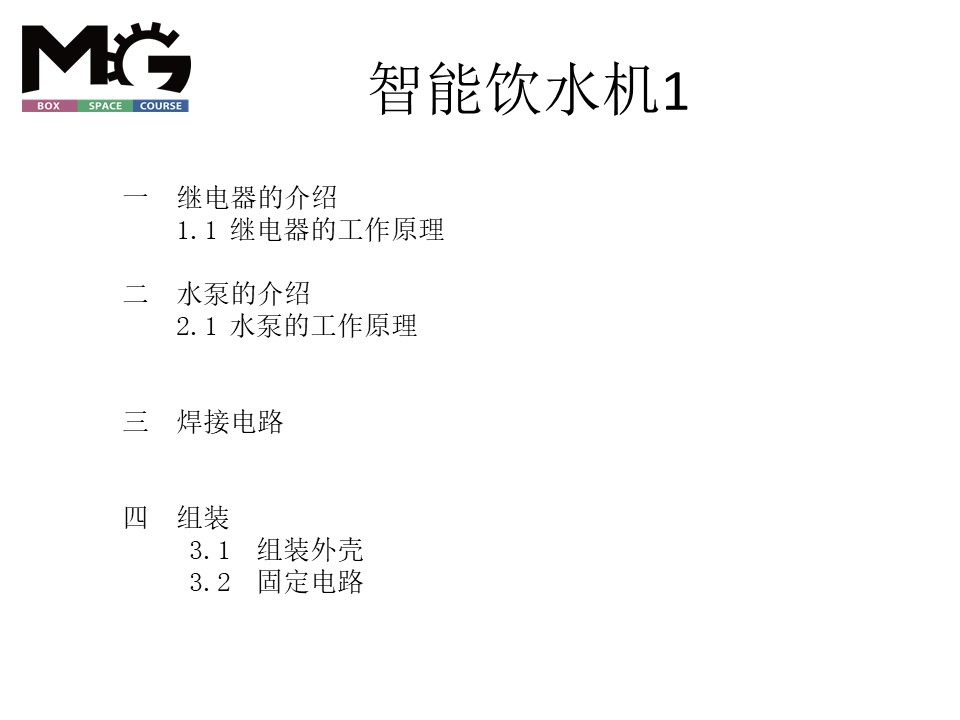 MG
BOX SPACE COURSE
智能饮水机1
一 继电器的介绍
1.1 继电器的工作原理
二 水泵的介绍
2.1 水泵的工作原理
三 焊接电路
四 组装
3.1 组装外壳
3.2 固定电路